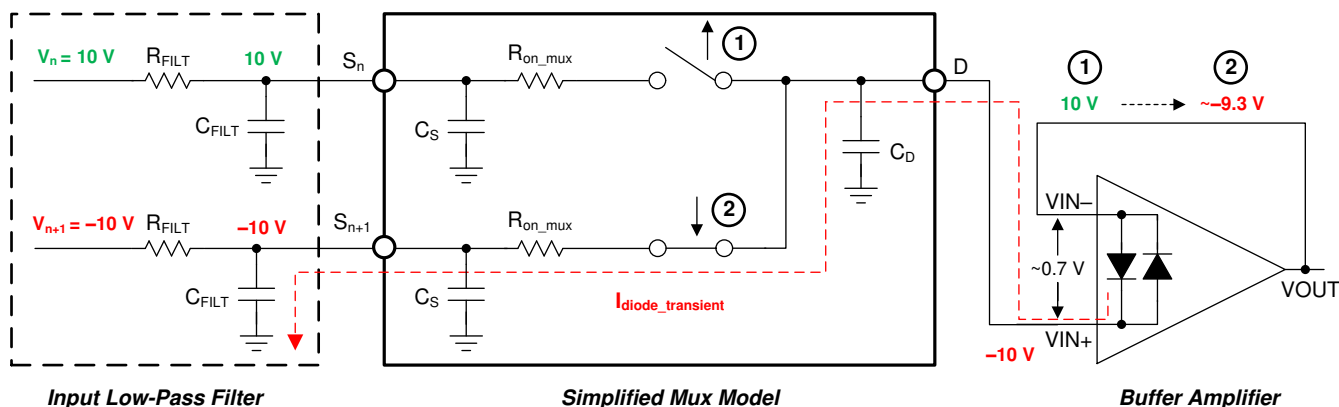 Vn = 10 V
RFILT
10 V
Sn
Ron_mux
1
D
CFILT
CS
CD
1
2
10 V
~–9.3 V
Vn+1 = –10 V
RFILT
–10 V
Sn+1
Ron_mux
2
CFILT
CS
Idiode_transient
VIN–
~0.7 V
VIN+
–10 V
VOUT
Input Low-Pass Filter
Simplified Mux Model
Buffer Amplifier